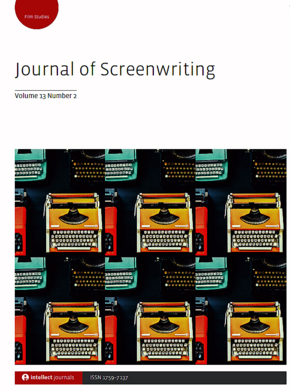 Film Studies
Journal of Screenwriting
Volume 13 Number 2
intellect journals
ISSN 1759-7137